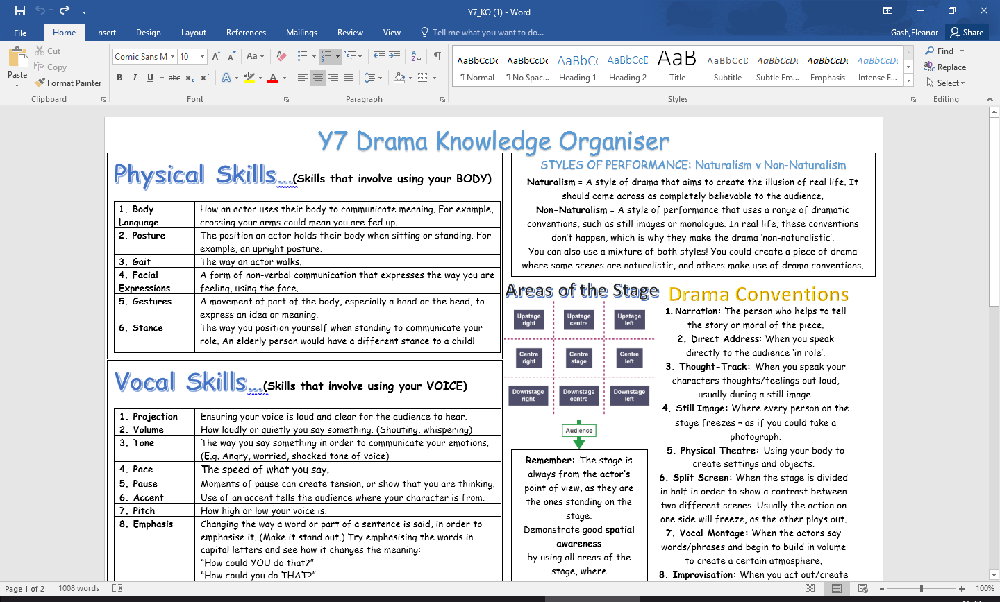 Y7_KO (1) - Word
File Home Insert Design Layout References Mailings Review View Tell me what you want to do... Gash,Eleanor Share
Paste
Cut
Copy
Format Painter
Clipboard
Comic Sans M 10
Font
Paragraph
AaBbCcDc AaBbCcDc AaBbCc AaBbCcD AaB AaBbCcD AaBbCcDc AaBbCcDc AaBbCcDc
¶ Normal ¶ No Spac... Heading 1 Heading 2 Title Subtitle Subtle Em... Emphasis Intense E...
Styles
Find
Replace
Select
Editing
Y7 Drama Knowledge Organiser
Physical Skills...(Skills that involve using your BODY)
1. Body Language
How an actor uses their body to communicate meaning. For example,
crossing your arms could mean you are fed up.
2. Posture
The position an actor holds their body when sitting or standing. For
example, an upright posture.
3. Gait The way an actor walks.
4. Facial Expressions
A form of non-verbal communication that expresses the way you are
feeling, using the face.
5. Gestures
A movement of part of the body, especially a hand or the head, to
express an idea or meaning.
6. Stance
The way you position yourself when standing to communicate your
role. An elderly person would have a different stance to a child!
Vocal Skills...(Skills that involve using your VOICE)
1. Projection Ensuring your voice is loud and clear for the audience to hear.
2. Volume How loudly or quietly you say something. (Shouting, whispering)
3. Tone The way you say something in order to communicate your emotions.
(E.g. Angry, worried, shocked tone of voice)
4. Pace The speed of what you say.
5. Pause Moments of pause can create tension, or show that you are thinking.
6. Accent Use of an accent tells the audience where your character is from.
7. Pitch How high or low your voice is.
8. Emphasis Changing the way a word or part of a sentence is said, in order to
emphasise it. (Make it stand out.) Try emphasising the words in
capital letters and see how it changes the meaning:
“How could YOU do that?”
“How could you do THAT?”
STYLES OF PERFORMANCE: Naturalism v Non-Naturalism
Naturalism = A style of drama that aims to create the illusion of real life. It
should come across as completely believable to the audience.
Non-Naturalism = A style of performance that uses a range of dramatic
conventions, such as still images or monologue. In real life, these conventions
don’t happen, which is why they make the drama ‘non-naturalistic’.
You can also use a mixture of both styles! You could create a piece of drama
where some scenes are naturalistic, and others make use of drama conventions.
Areas of the Stage
Upstage right Upstage centre Upstage left
Centre right Centre stage Centre left
Downstage right Downstage centre Downstage left
Audience
Remember: The stage is
always from the actor’s
point of view, as they are
the ones standing on the
stage.
Demonstrate good spatial
awareness
by using all areas of the
stage, where
Drama Conventions
1. Narration: The person who helps to tell
the story or moral of the piece.
2. Direct Address: When you speak
directly to the audience ‘in role’.
3. Thought-Track: When you speak your
characters thoughts/feelings out loud,
usually during a still image.
4. Still Image: Where every person on the
stage freezes – as if you could take a
photograph.
5. Physical Theatre: Using your body to
create settings and objects.
6. Split Screen: When the stage is divided
in half in order to show a contrast between
two different scenes. Usually the action on
one side will freeze, as the other plays out.
7. Vocal Montage: When the actors say
words/phrases and begin to build in volume
to create a certain atmosphere.
8. Improvisation: When you act out/create
Page 1 of 2 1008 words 100%